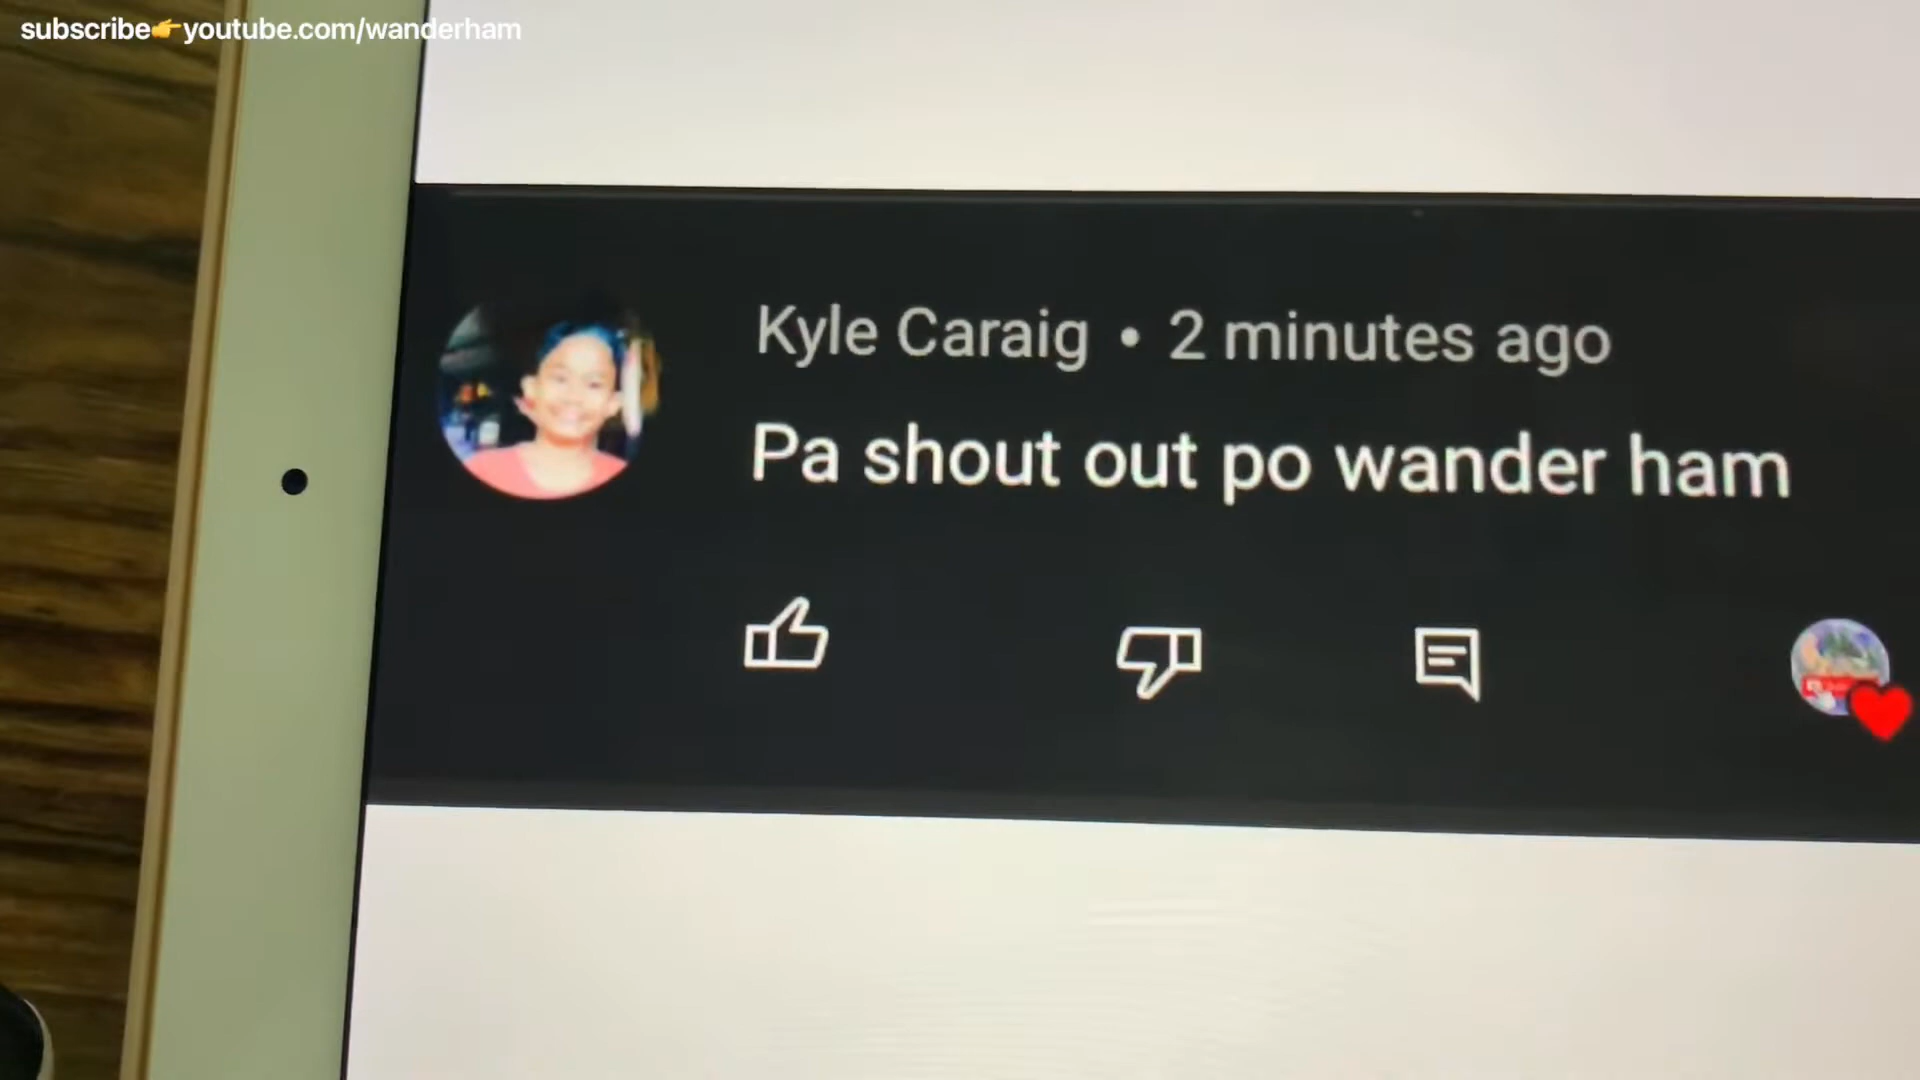 subscribe👉youtube.com/wanderham
Kyle Caraig • 2 minutes ago
Pa shout out po wander ham